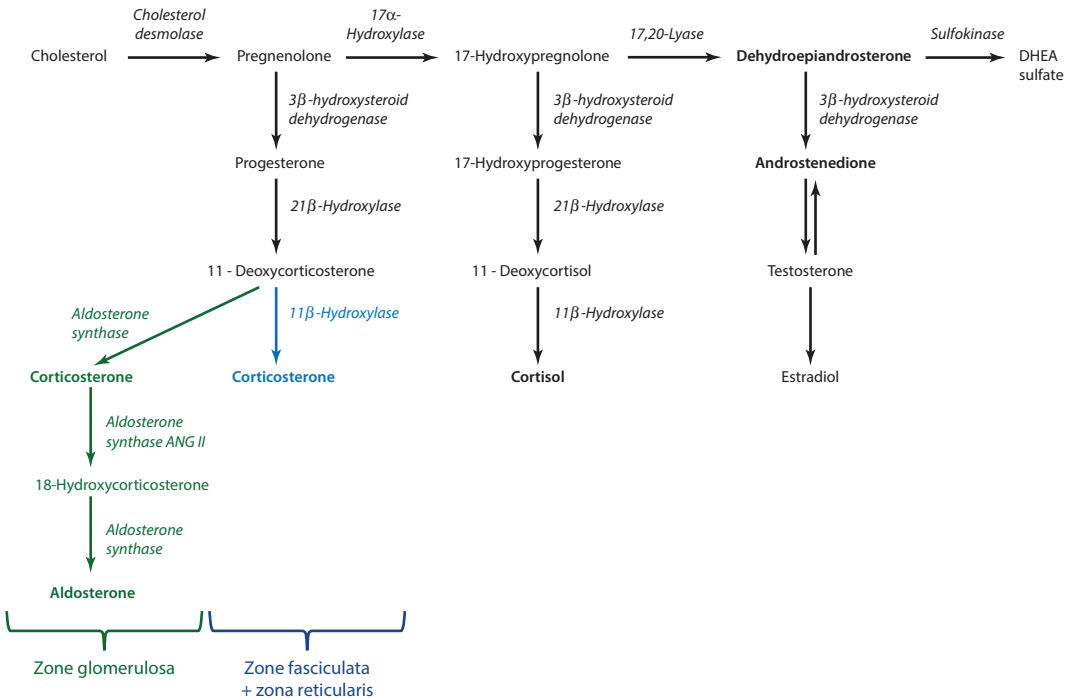 Cholesterol
desmolase
17α-
Hydroxylase
17,20-Lyase
Sulfokinase
Cholesterol
Pregnenolone
17-Hydroxypregnolone
Dehydroepiandrosterone
DHEA
sulfate
3β-hydroxysteroid
dehydrogenase
3β-hydroxysteroid
dehydrogenase
3β-hydroxysteroid
dehydrogenase
Progesterone
17-Hydroxyprogesterone
Androstenedione
21β-Hydroxylase
21β-Hydroxylase
11 - Deoxycorticosterone
11 - Deoxycortisol
Testosterone
Aldosterone
synthase
11β-Hydroxylase
11β-Hydroxylase
Corticosterone
Corticosterone
Cortisol
Estradiol
Aldosterone
synthase ANG II
18-Hydroxycorticosterone
Aldosterone
synthase
Aldosterone
Zone glomerulosa
Zone fasciculata
+ zona reticularis